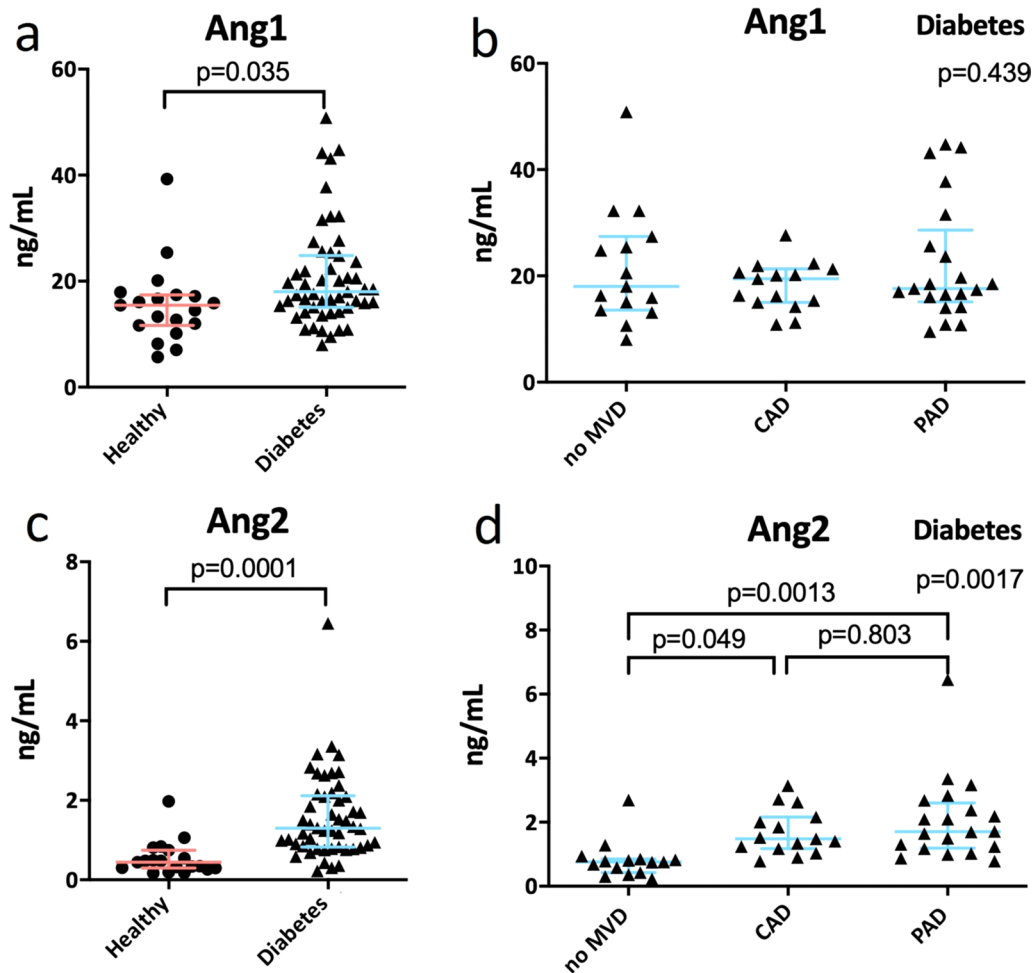 a
Ang1
p=0.035
60
40
20
0
ng/mL
Healthy
Diabetes
b
Ang1
Diabetes
p=0.439
60
40
20
0
ng/mL
no MVD
CAD
PAD
c
Ang2
p=0.0001
8
6
4
2
0
ng/mL
Healthy
Diabetes
d
Ang2
Diabetes
p=0.0017
p=0.0013
p=0.049
p=0.803
10
8
6
4
2
0
ng/mL
no MVD
CAD
PAD